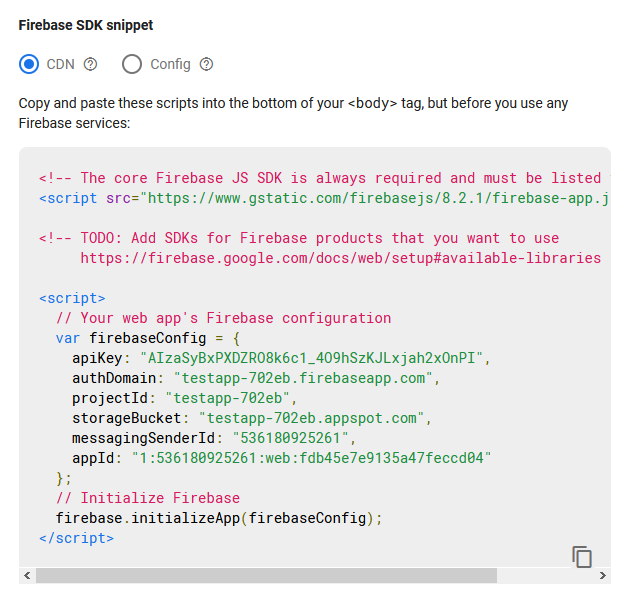 Firebase SDK snippet
CDN ? Config ?
Copy and paste these scripts into the bottom of your <body> tag, but before you use any
Firebase services:
<!-- The core Firebase JS SDK is always required and must be listed
<script src="https://www.gstatic.com/firebasejs/8.2.1/firebase-app.j
<!-- TODO: Add SDKs for Firebase products that you want to use
https://firebase.google.com/docs/web/setup#available-libraries
<script>
// Your web app's Firebase configuration
var firebaseConfig = {
apiKey: "AIzaSyBxPXDZRO8k6c1_4O9hSzKJLxjah2xOnPI",
authDomain: "testapp-702eb.firebaseapp.com",
projectId: "testapp-702eb",
storageBucket: "testapp-702eb.appspot.com",
messagingSenderId: "536180925261",
appId: "1:536180925261:web:fdb45e7e9135a47feccd04"
};
// Initialize Firebase
firebase.initializeApp(firebaseConfig);
</script>